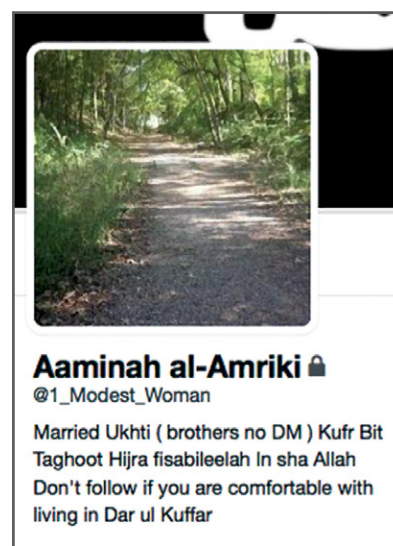 Aaminah al-Amriki
@1_Modest_Woman
Married Ukhti ( brothers no DM ) Kufr Bit
Taghoot Hijra fisabileelah In sha Allah
Don't follow if you are comfortable with
living in Dar ul Kuffar